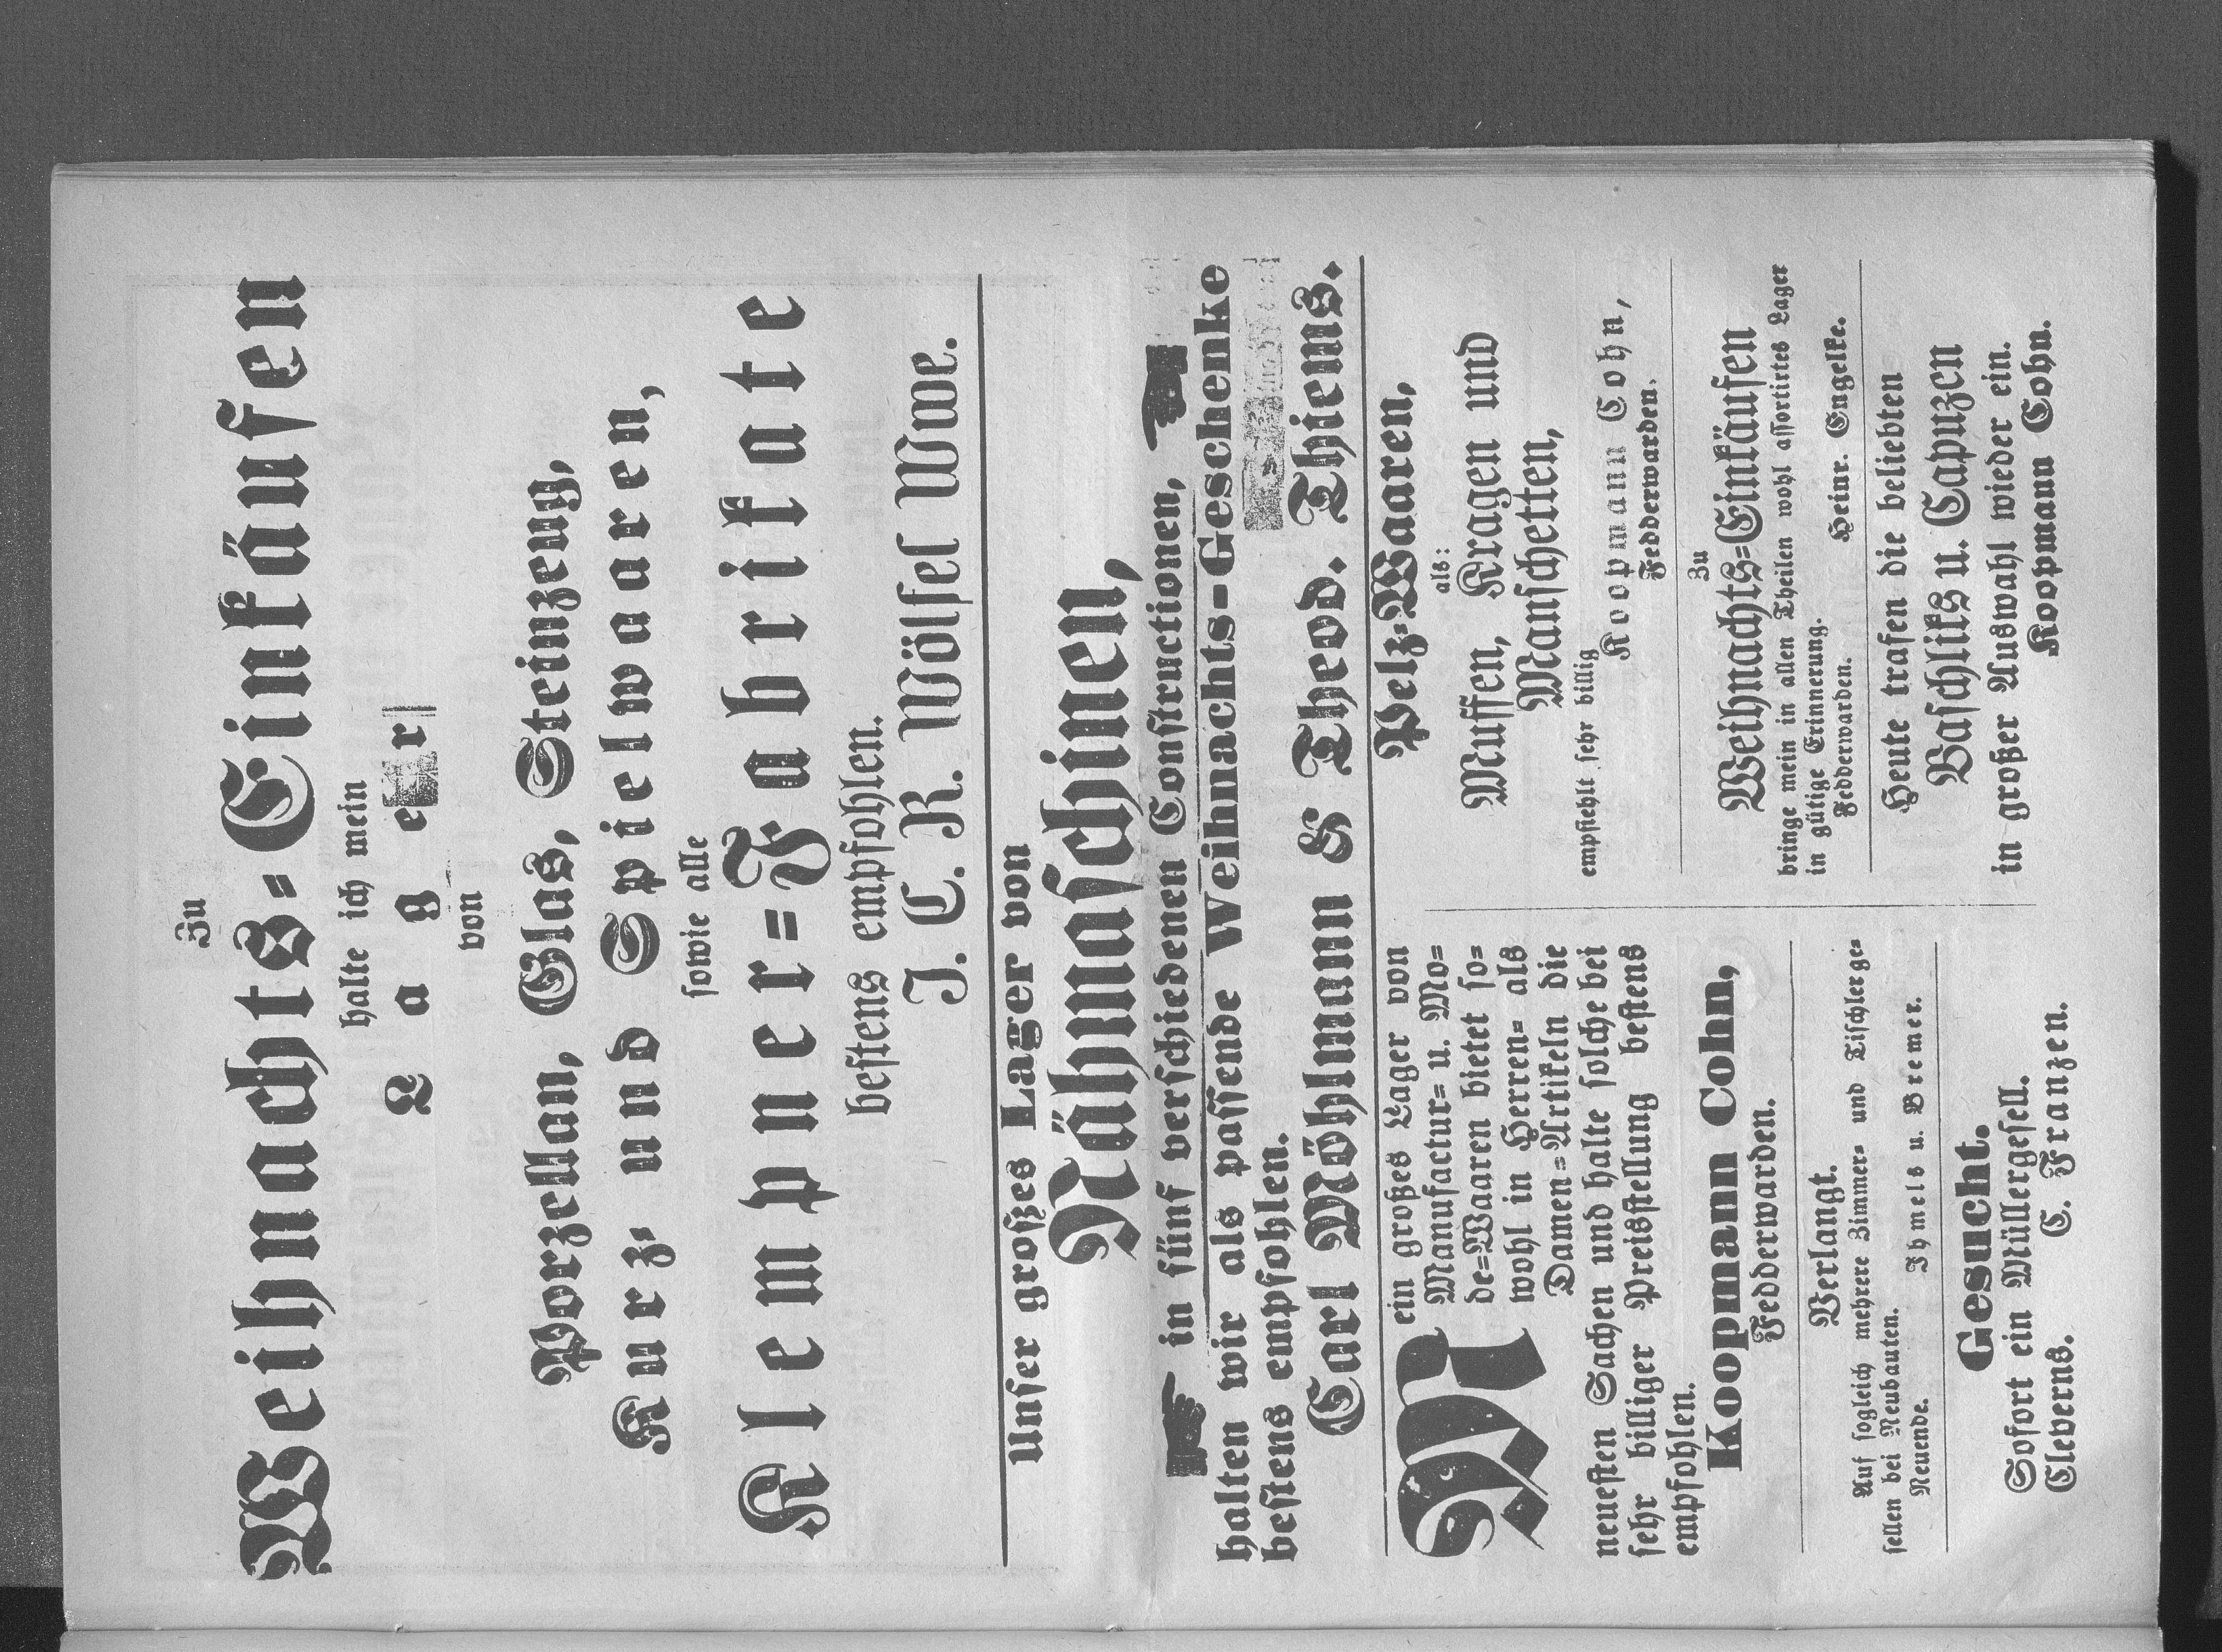 Zu
Weihnachts=Einkäufen
halte ich mein
Lager
von
Porzellan, Glas, Steinzeug,
Kurz= und Spielwaaren,
sowie alle
Klempner=Fabrikate
bestens empfohlen.
J. C. R. Wölfel Wwe.
Unser großes Lager von
Nähmaschinen,
☛ in fünf verschiedenen Constructionen, ☚
halten wir als passende Weihnachts=Geschenke
bestens empfohlen.
Carl Möhlmann & Theod. Thiems.
Mein großes Lager von
Manufactur= u. Mo=
de=Waaren bietet so=
wohl in Herren= als
Damen=Artikeln die
neuesten Sachen und halte solche bei
sehr billiger Preisstellung bestens
empfohlen.
Koopmann Cohn,
Fedderwarden.
Verlangt.
Auf sogleich mehrere Zimmer= und Tischlerge=
sellen bei Neubauten.
Neuende. Ihmels u. Bremer.
Gesucht.
Sofort ein Müllergesell.
Cleverns. C. Franzen.
Pelz=Waaren,
als:
Muffen, Kragen und
Manschetten,
empfiehlt sehr billig
Koopmann Cohn,
Fedderwarden.
Zu
Weihnachts=Einkäufen
bringe mein in allen Theilen wohl assortirtes Lager
in gütige Erinnerung.
Fedderwarden. Heinr. Engelke.
Heute trafen die beliebten
Baschliks u. Capuzen
in großer Auswahl wieder ein.
Koopmann Cohn.